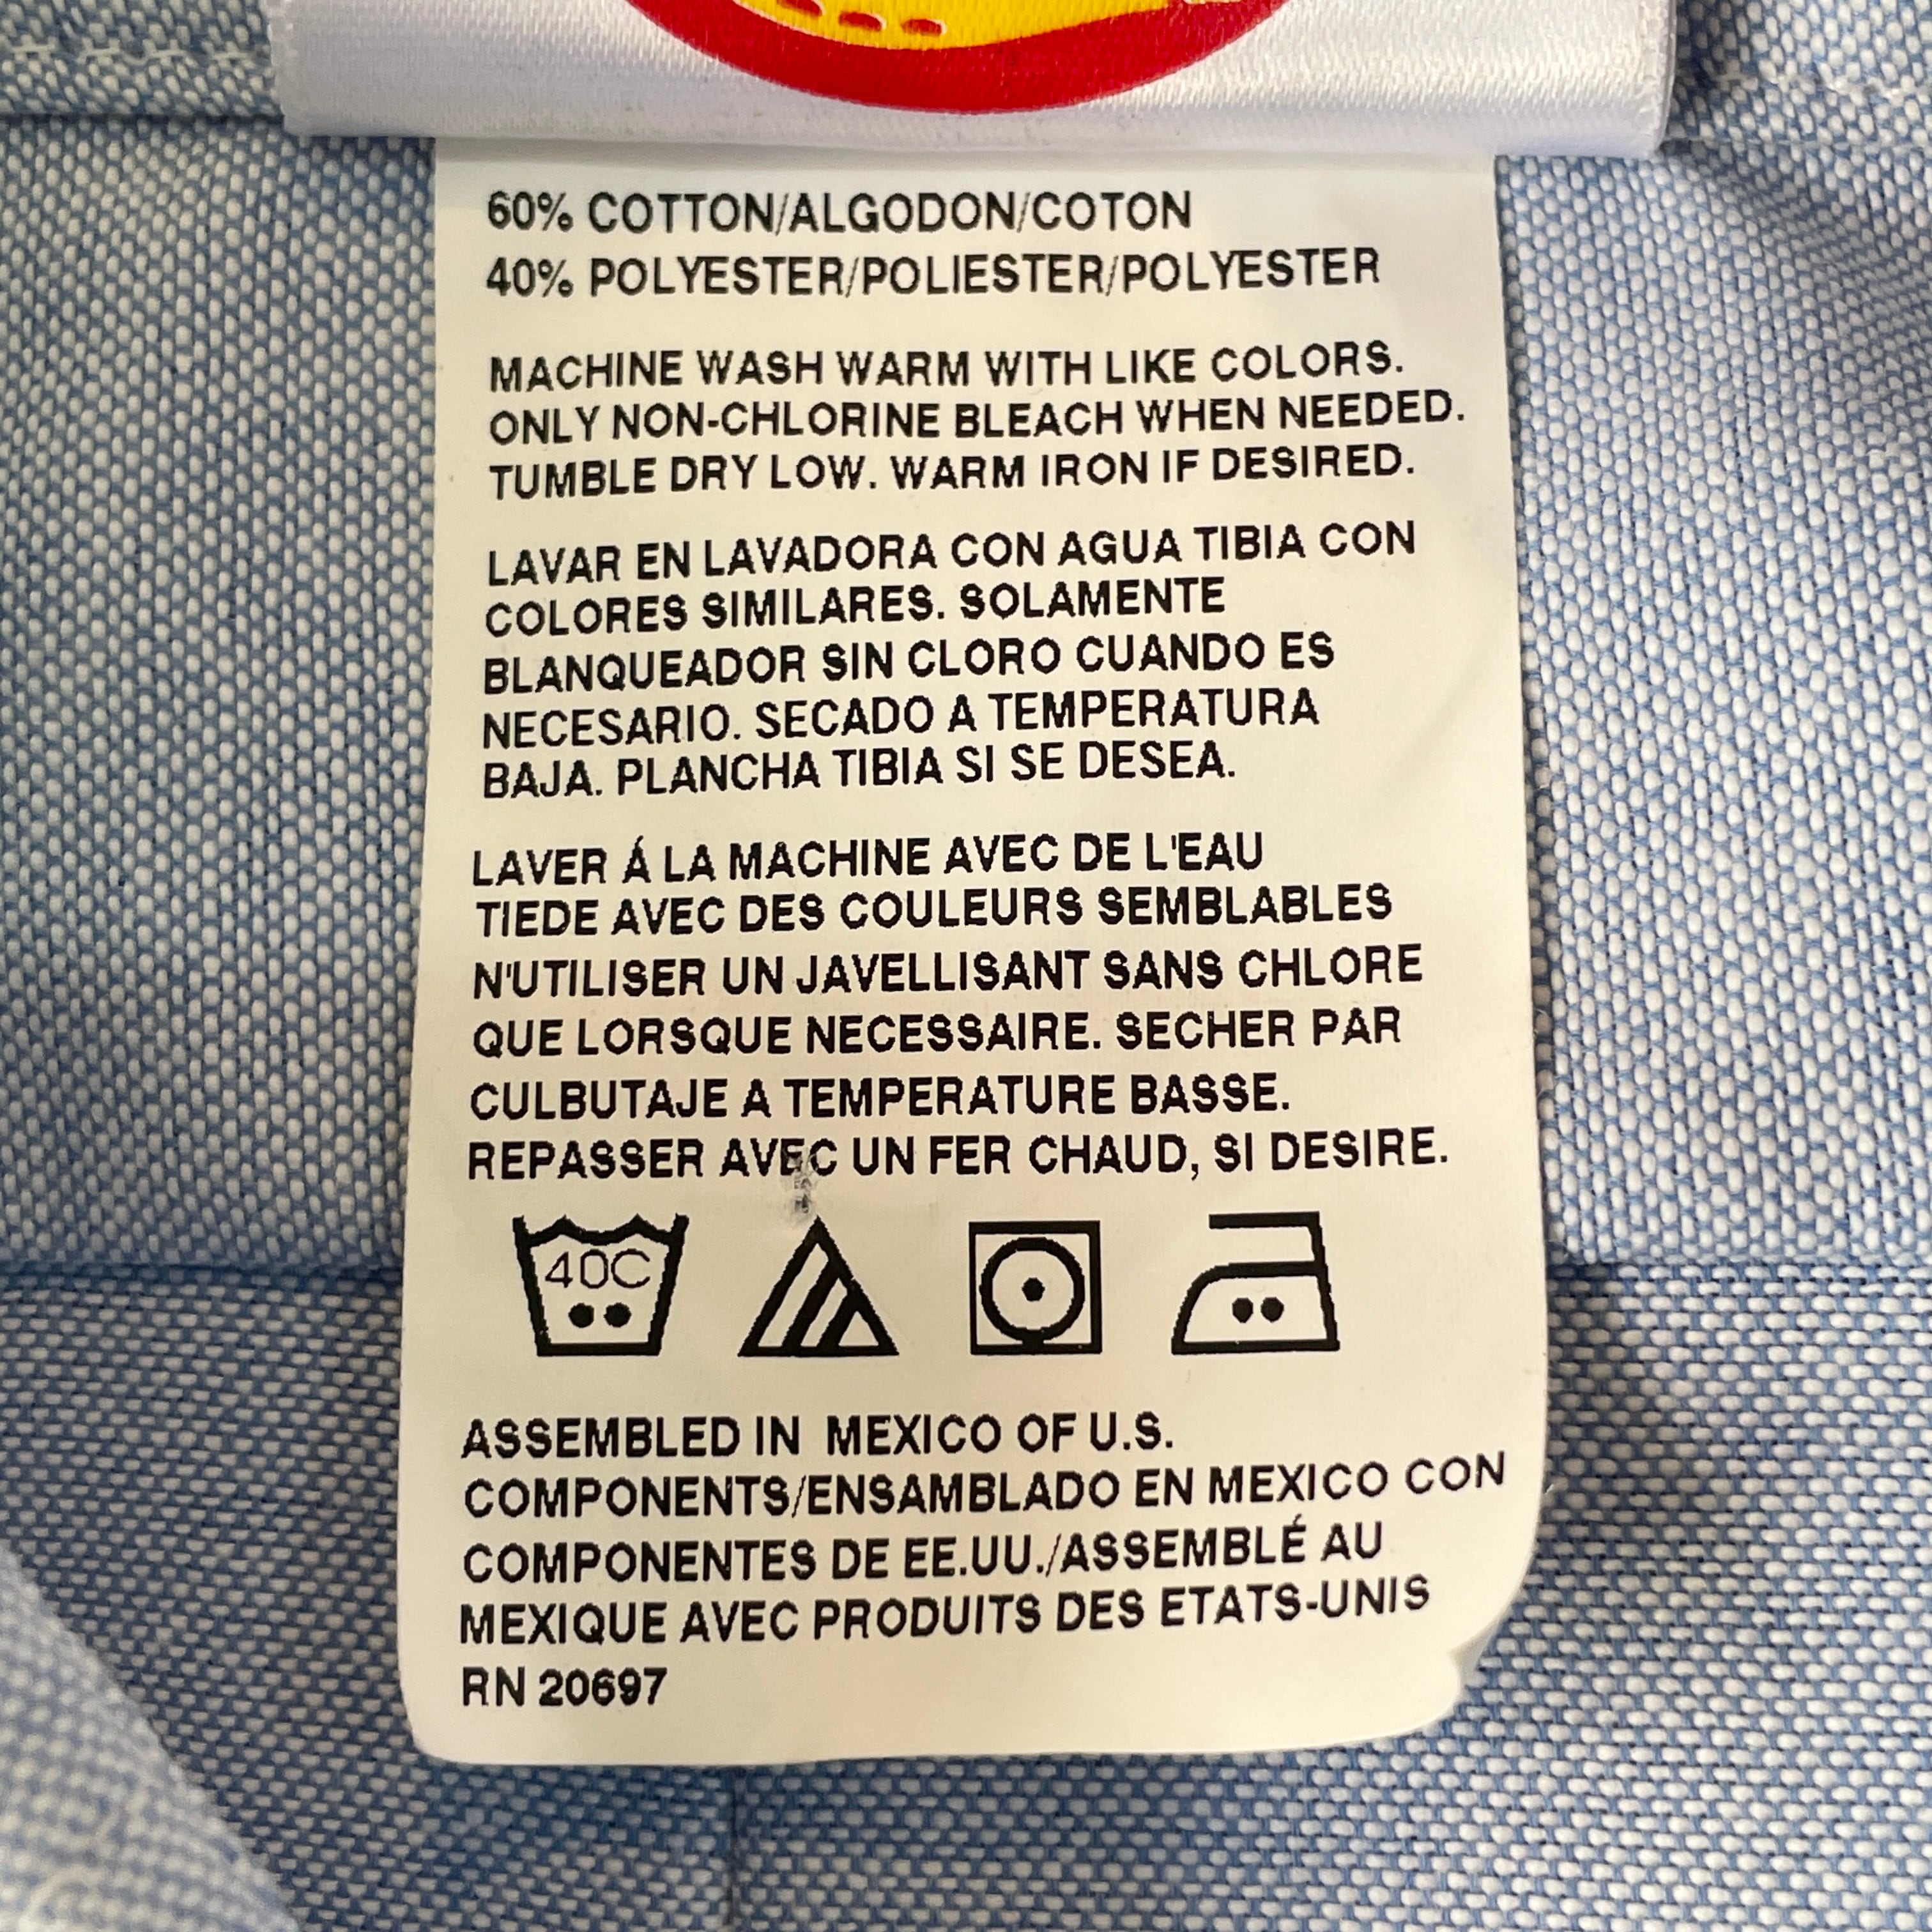 60% COTTON/ALGODON/COTON
40% POLYESTER/POLIESTER/POLYESTER
MACHINE WASH WARM WITH LIKE COLORS.
ONLY NON-CHLORINE BLEACH WHEN NEEDED.
TUMBLE DRY LOW. WARM IRON IF DESIRED.
LAVAR EN LAVADORA CON AGUA TIBIA CON
COLORES SIMILARES. SOLAMENTE
BLANQUEADOR SIN CLORO CUANDO ES
NECESARIO. SECADO A TEMPERATURA
BAJA. PLANCHA TIBIA SI SE DESEA.
LAVER Á LA MACHINE AVEC DE L'EAU
TIEDE AVEC DES COULEURS SEMBLABLES
N'UTILISER UN JAVELLISANT SANS CHLORE
QUE LORSQUE NECESSAIRE. SECHER PAR
CULBUTAJE A TEMPERATURE BASSE.
REPASSER AVEC UN FER CHAUD, SI DESIRE.
40C
ASSEMBLED IN MEXICO OF U.S.
COMPONENTS/ENSAMBLADO EN MEXICO CON
COMPONENTES DE EE.UU./ASSEMBLÉ AU
MEXIQUE AVEC PRODUITS DES ETATS-UNIS
RN 20697